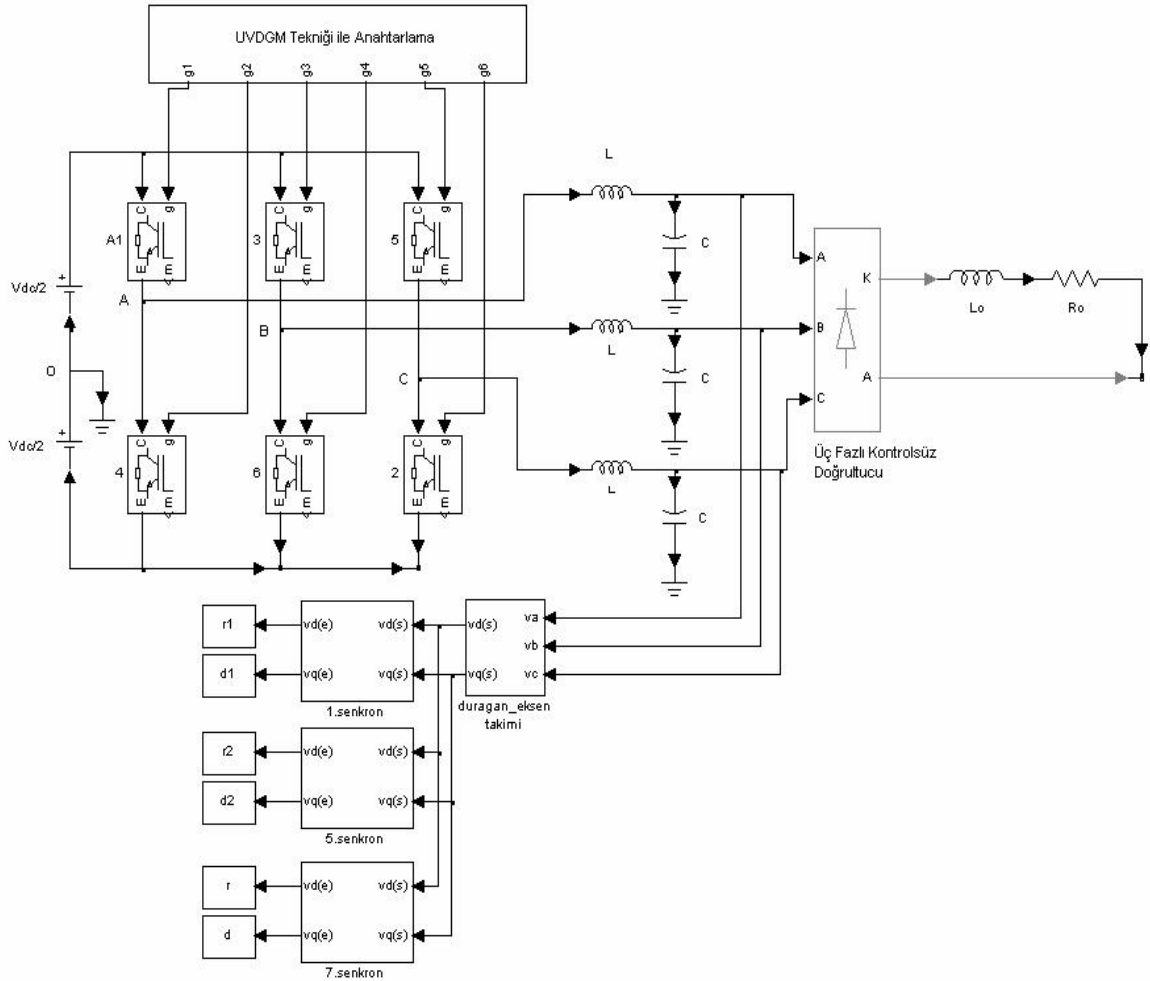 UVDGM Tekniği ile Anahtarlama
g1 g2 g3 g4 g5 g6
L
C g C g C g
A1 3 5
E m E m E m
C
A
K
Vdc/2
A
B
Lo Ro
L
B
O
C
C
A
C
C g C g C g
Vdc/2
4 6 2
E m E m E m
L
C
Üç Fazlı Kontrolsüz
Doğrultucu
r1 vd(e) vd(s) vd(s) va
vb
d1 vq(e) vq(s) vq(s) vc
1.senkron
duragan_eksen
takimi
r2 vd(e) vd(s)
d2 vq(e) vq(s)
5.senkron
r vd(e) vd(s)
d vq(e) vq(s)
7.senkron